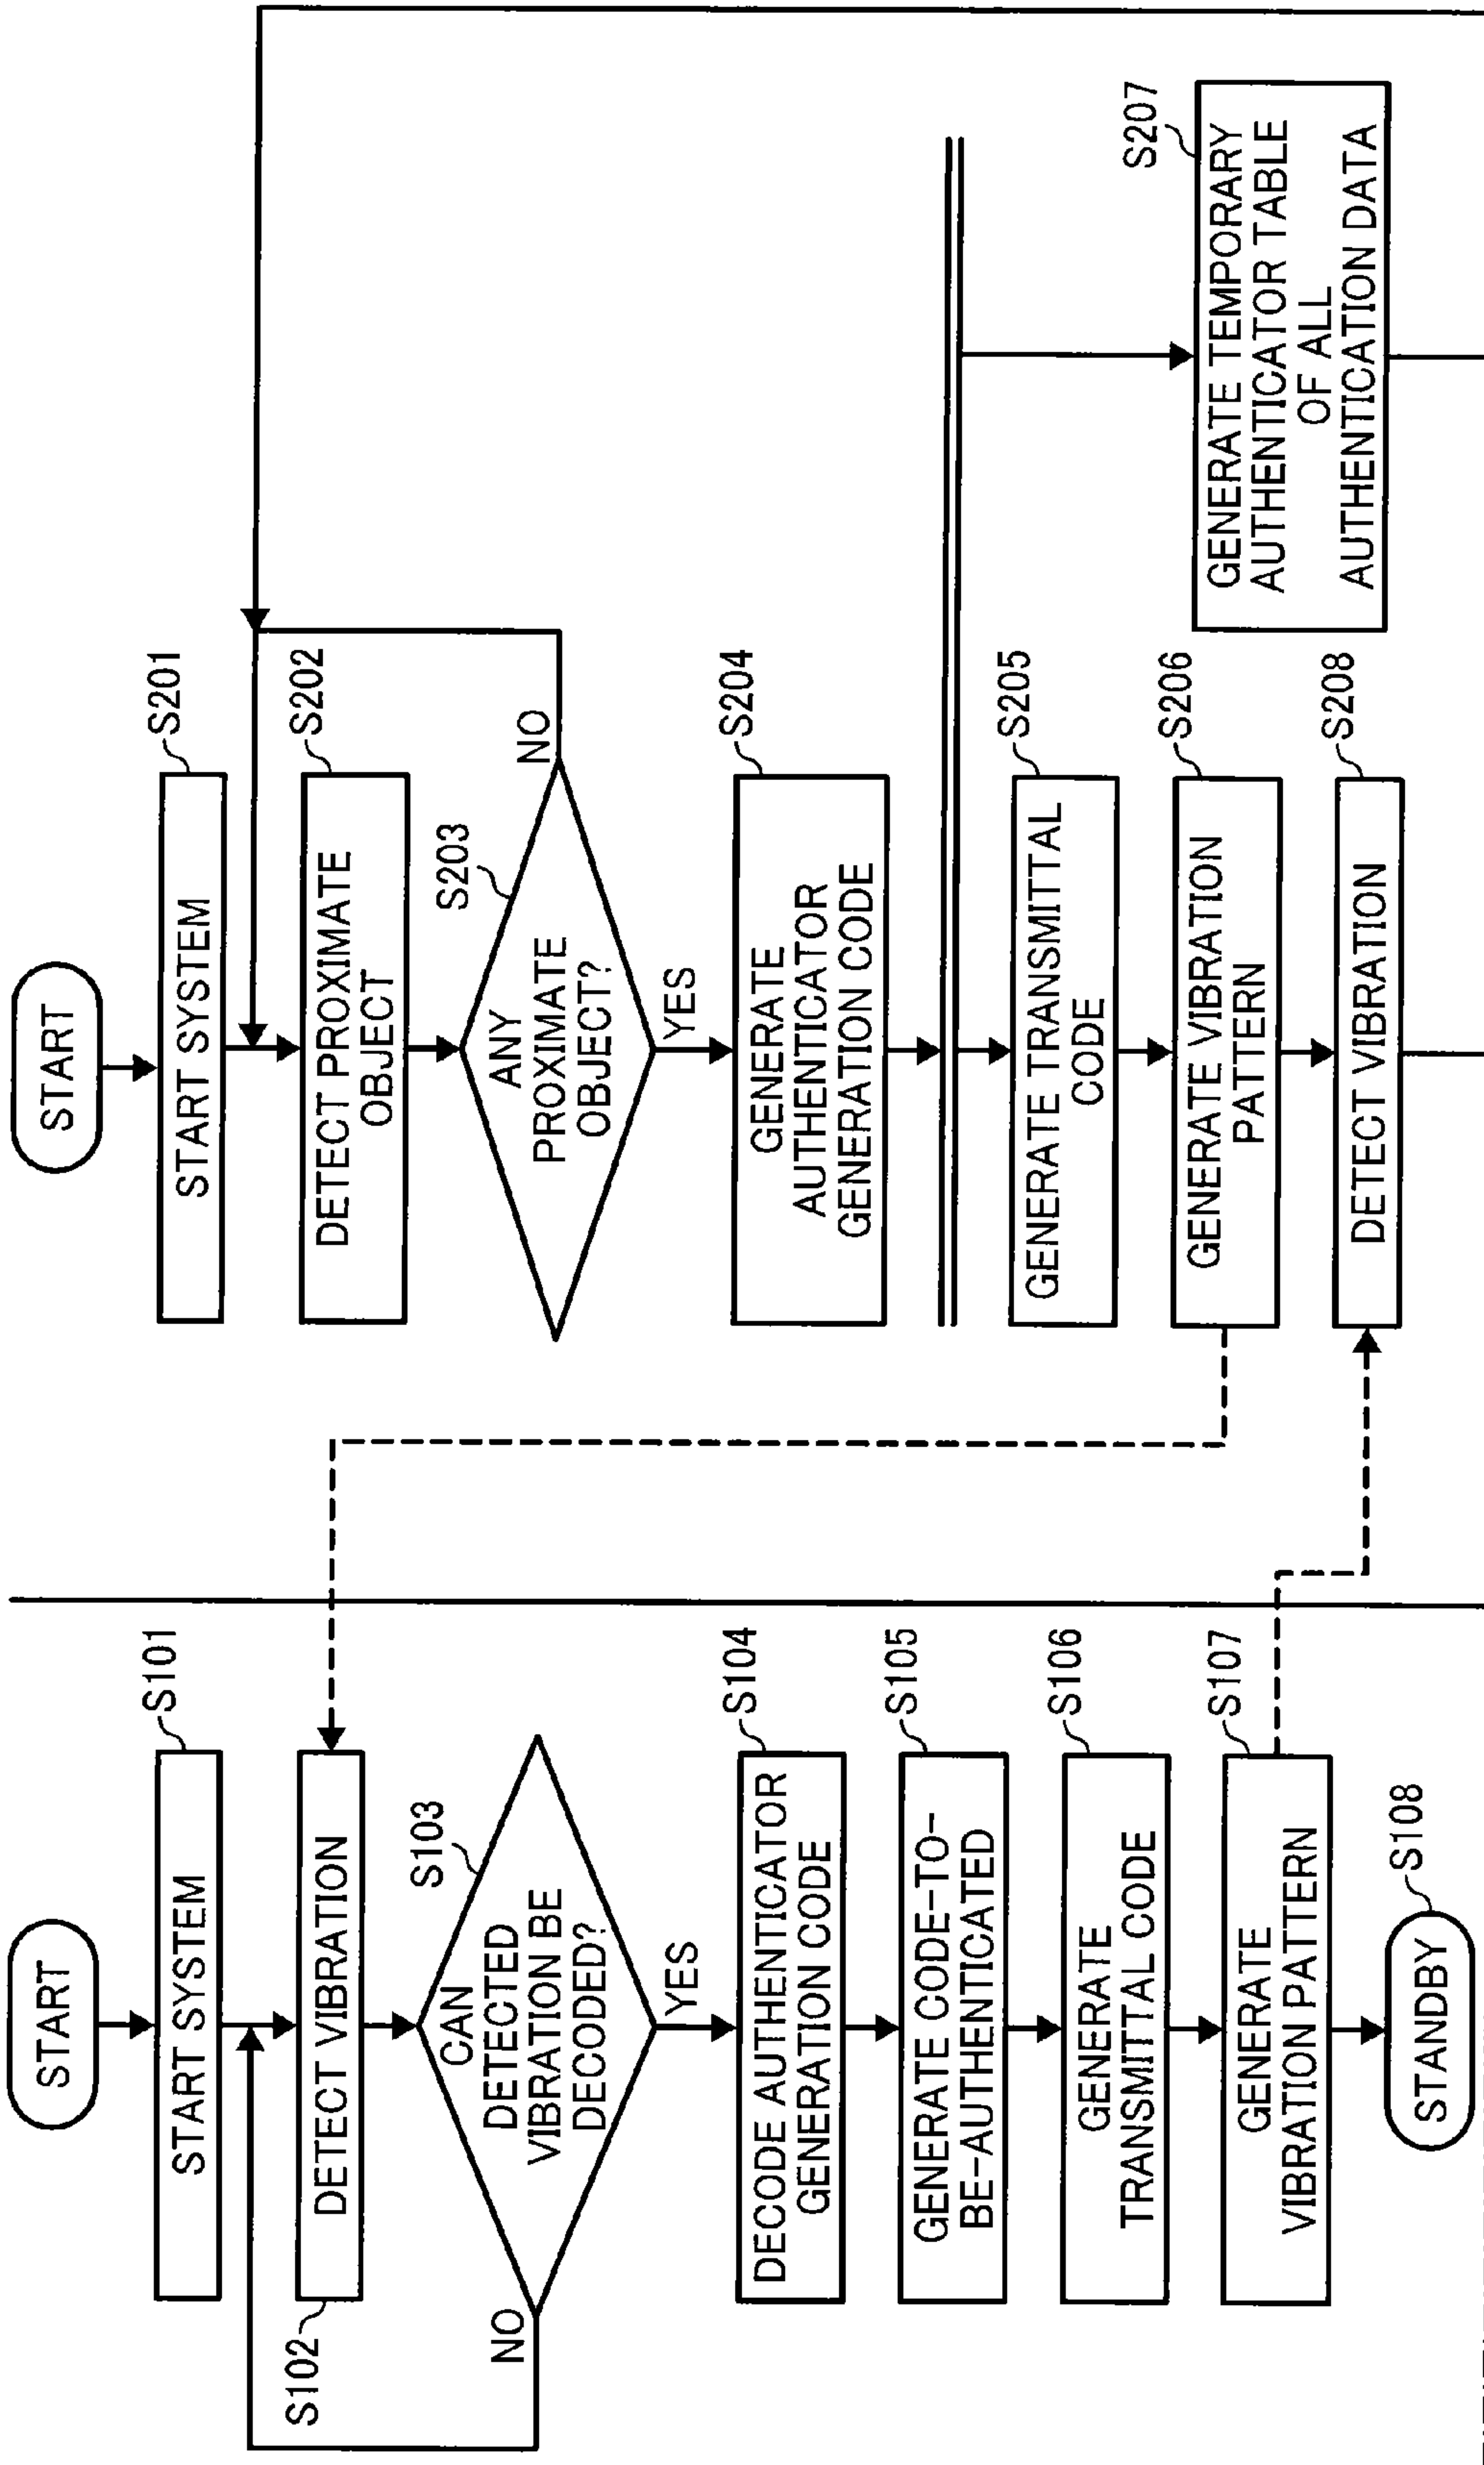 START
START SYSTEM
S101
DETECT VIBRATION
S102
CAN
DETECTED
VIBRATION BE
DECODED?
S103
NO
YES
DECODE AUTHENTICATOR
GENERATION CODE
S104
GENERATE CODE-TO-
BE-AUTHENTICATED
S105
GENERATE
TRANSMITTAL CODE
S106
GENERATE
VIBRATION PATTERN
S107
STANDBY
S108
START
START SYSTEM
S201
DETECT PROXIMATE
OBJECT
S202
ANY
PROXIMATE
OBJECT?
S203
NO
YES
GENERATE
AUTHENTICATOR
GENERATION CODE
S204
GENERATE TRANSMITTAL
CODE
S205
GENERATE VIBRATION
PATTERN
S206
GENERATE TEMPORARY
AUTHENTICATOR TABLE
OF ALL
AUTHENTICATION DATA
S207
DETECT VIBRATION
S208